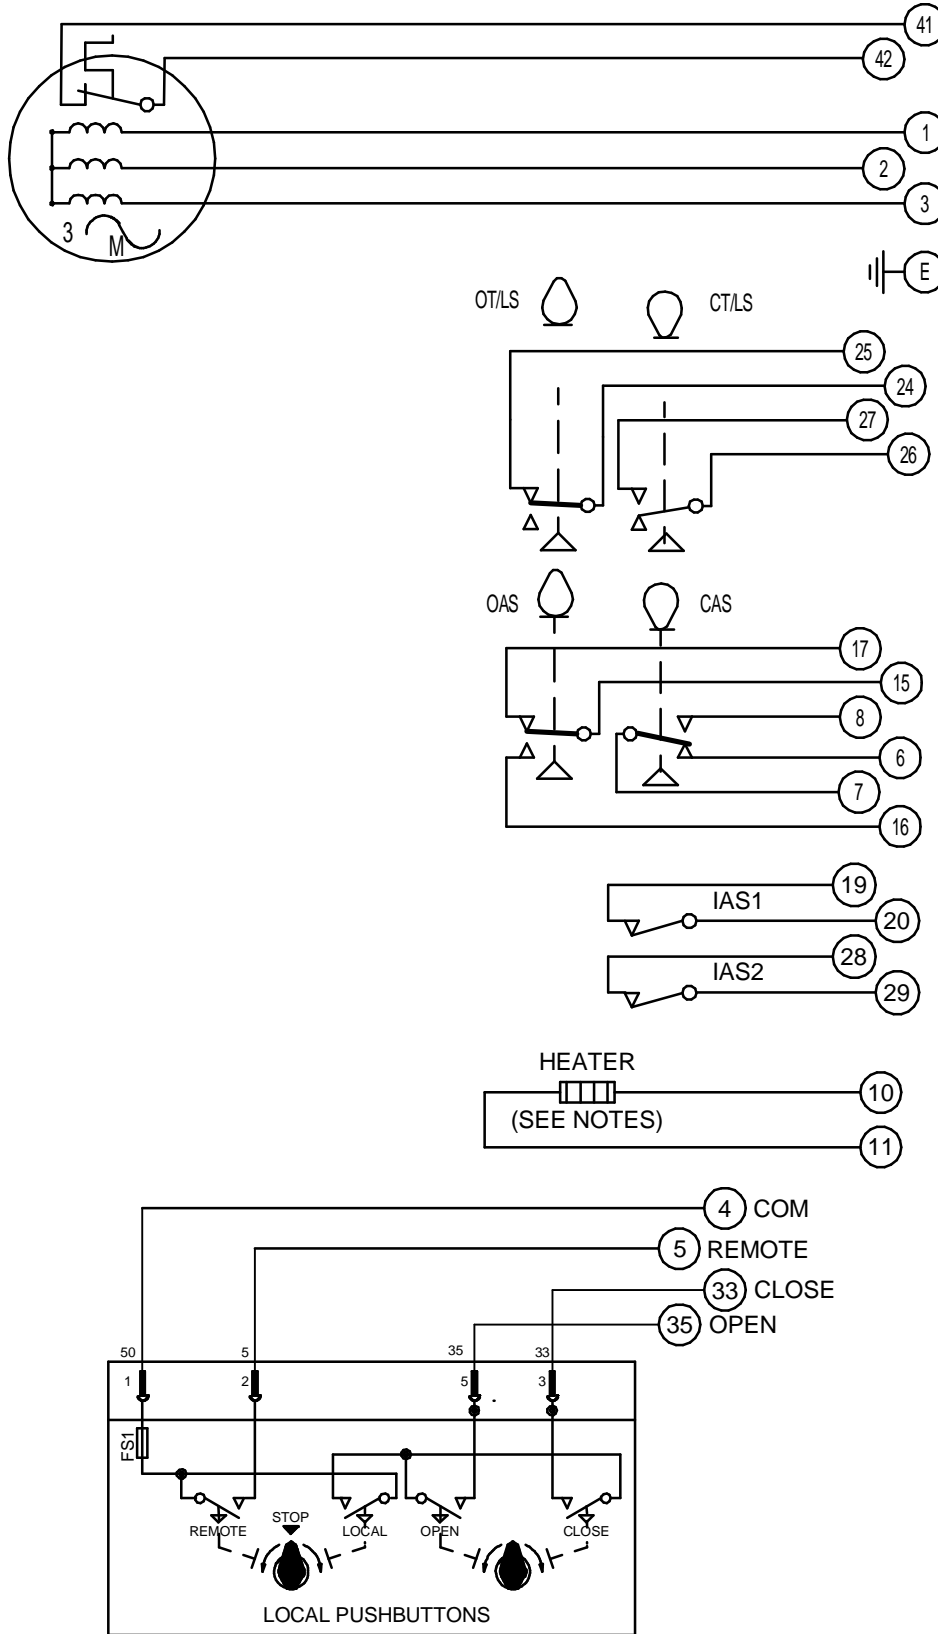 41
42
1
2
3
3 M
E
OT/LS
CT/LS
25
24
27
26
OAS
CAS
17
15
8
6
7
16
19
IAS1
20
28
IAS2
29
HEATER
10
(SEE NOTES)
11
4 COM
5 REMOTE
33 CLOSE
35 OPEN
50 5 35 33
1 2 5 3
FS1
STOP
REMOTE LOCAL OPEN CLOSE
LOCAL PUSHBUTTONS